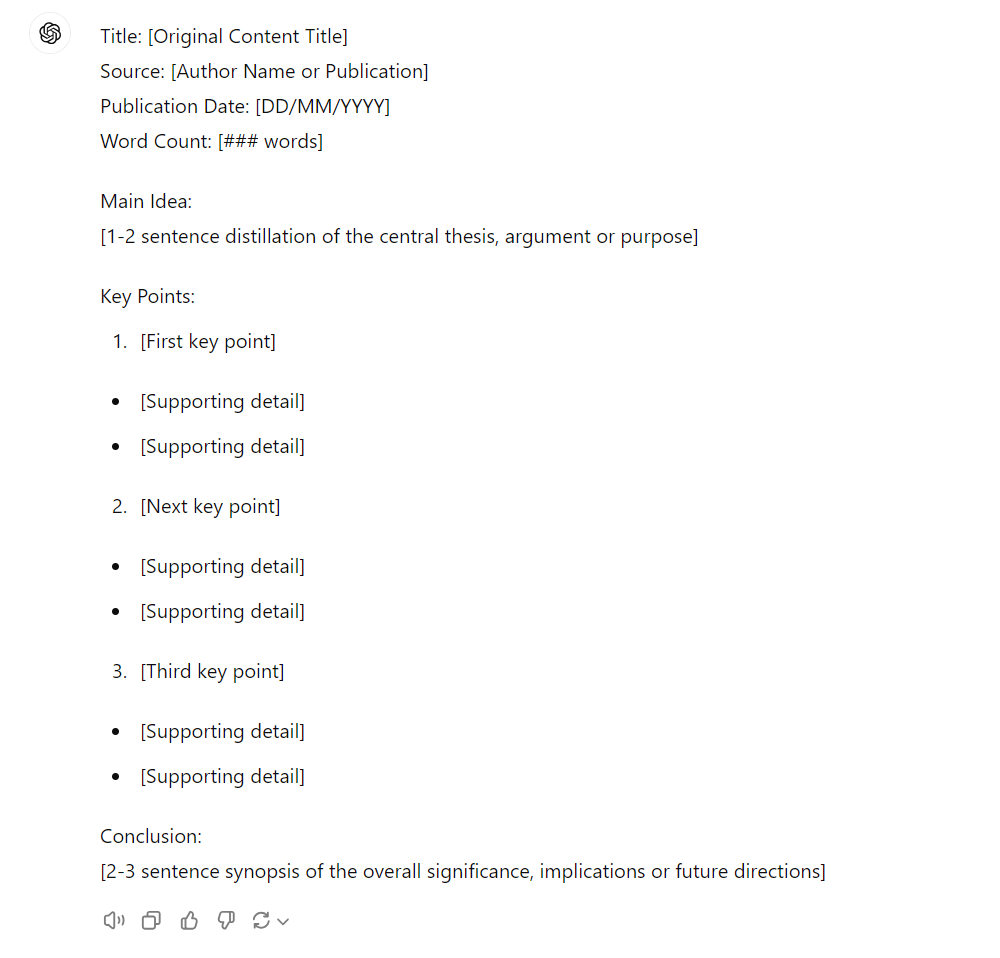 Title: [Original Content Title]
Source: [Author Name or Publication]
Publication Date: [DD/MM/YYYY]
Word Count: [### words]
Main Idea:
[1-2 sentence distillation of the central thesis, argument or purpose]
Key Points:
1. [First key point]
• [Supporting detail]
• [Supporting detail]
2. [Next key point]
• [Supporting detail]
• [Supporting detail]
3. [Third key point]
• [Supporting detail]
• [Supporting detail]
Conclusion:
[2-3 sentence synopsis of the overall significance, implications or future directions]